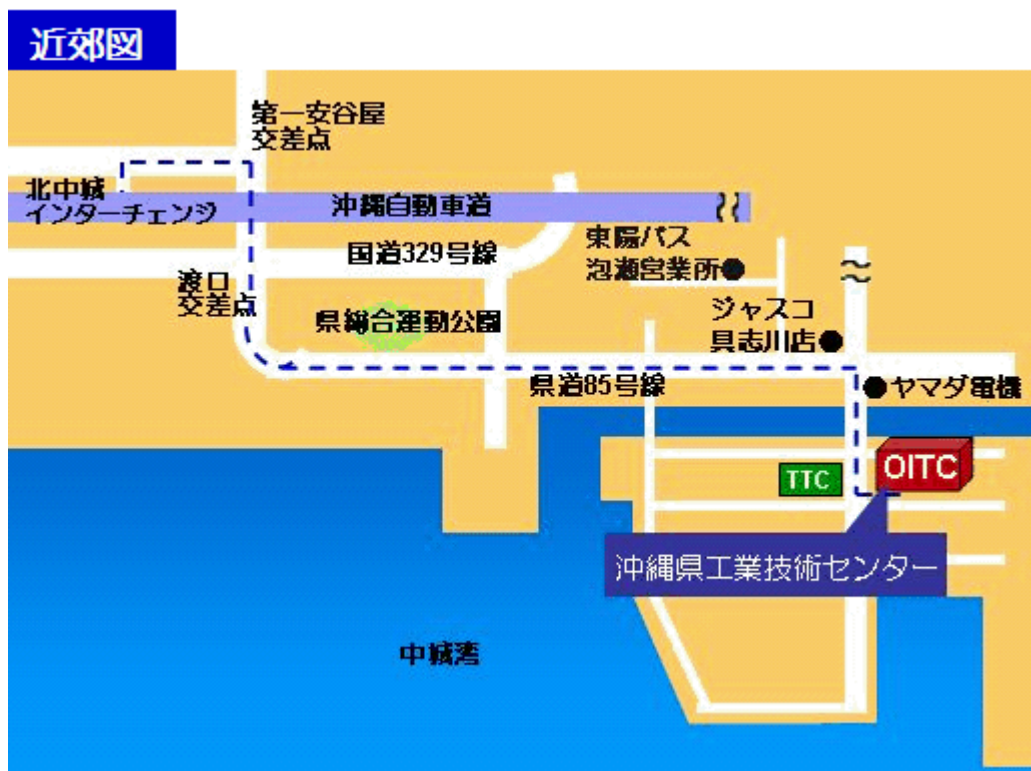 近郊図
第一安谷屋
交差点
北中城
インターチェンジ
沖縄自動車道
国道329号線
東陽バス
泡瀬営業所●
渡口
交差点
県総合運動公園
ジャスコ
具志川店●
県道85号線
●ヤマダ電機
TTC
OITC
沖縄県工業技術センター
中城湾